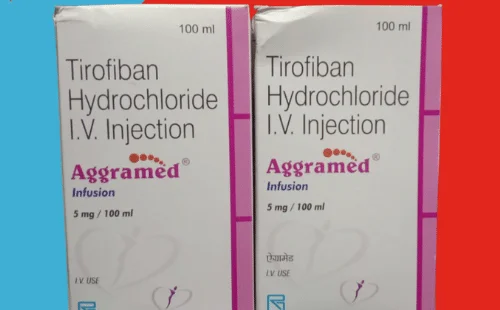 100 ml
Tirofiban
Hydrochloride
I.V. Injection
Aggramed®
Infusion
5 mg / 100 ml
I.V. USE
100 ml
Tirofiban
Hydrochloride
I.V. Injection
Aggramed®
Infusion
5 mg / 100 ml
ऐग्रामेड
I.V. USE